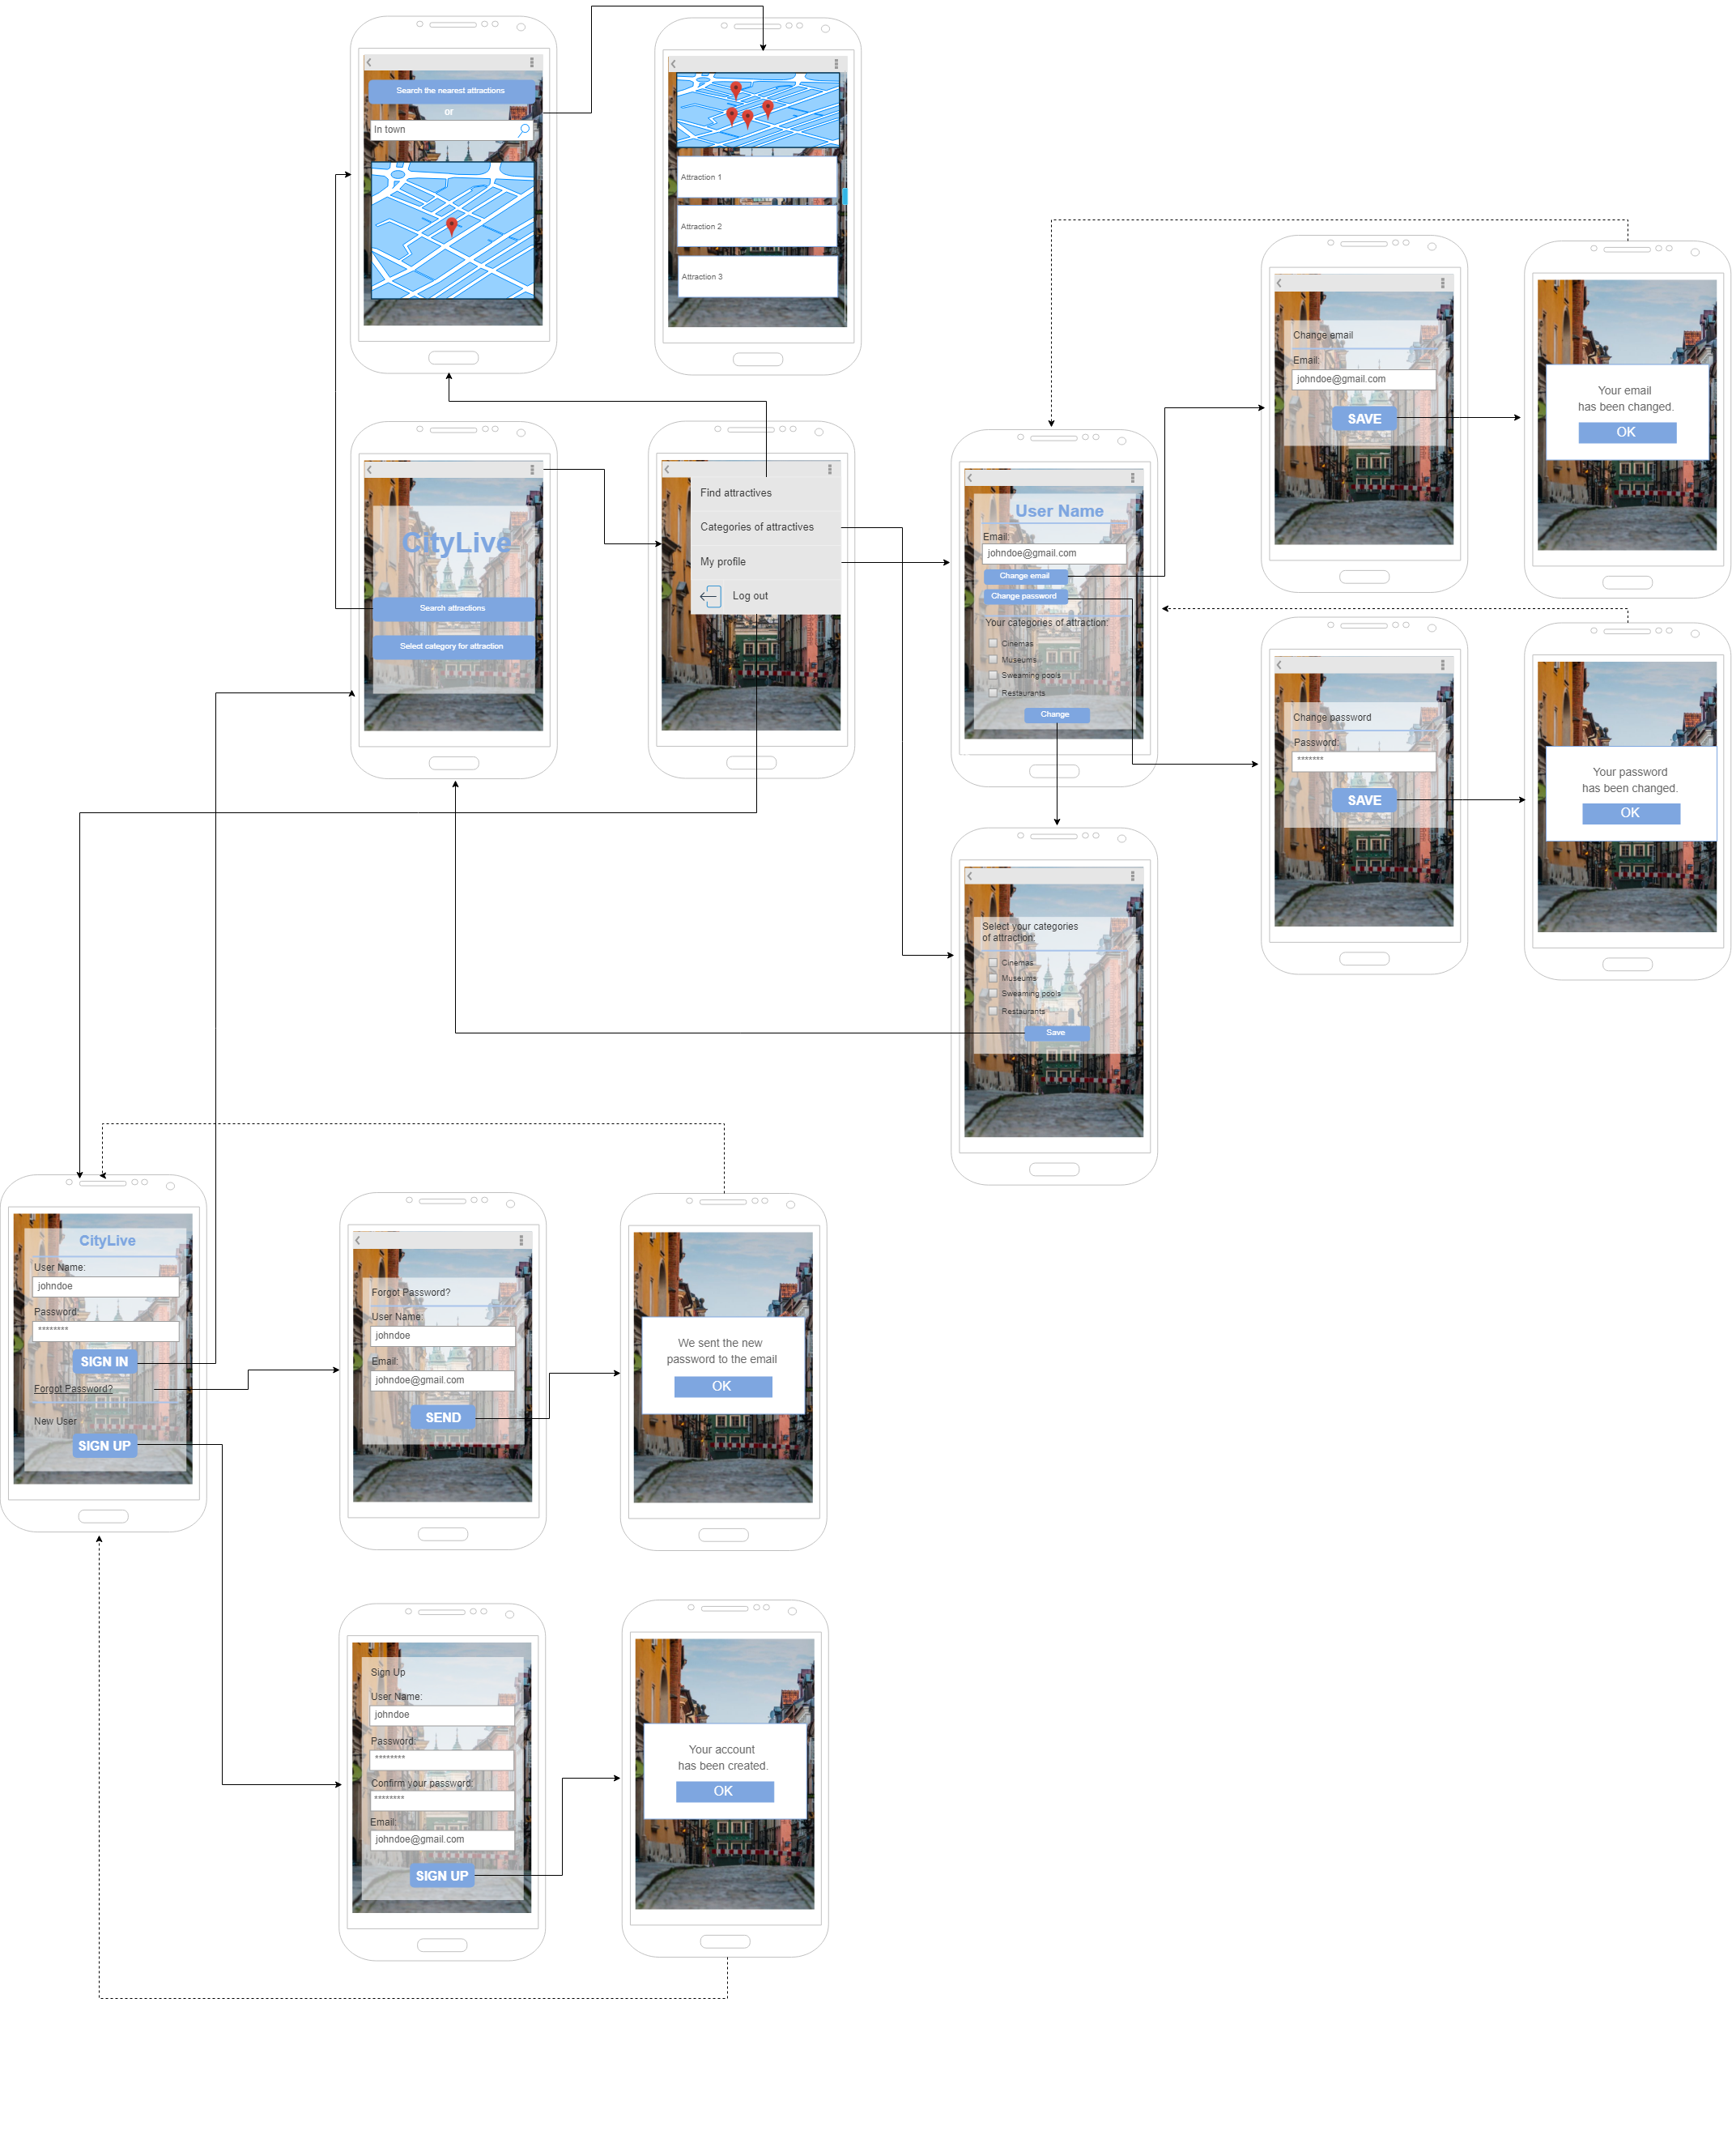 Search the nearest attractions
or
In town
Attraction 1
Attraction 2
Attraction 3
CityLive
Search attractions
Select category for attraction
Find attractives
Categories of attractives
My profile
Log out
User Name
Email:
johndoe@gmail.com
Change email
Change password
Your categories of attraction:
Cinemas
Museums
Sweaming pools
Restaurants
Change
Change email
Email:
johndoe@gmail.com
SAVE
Your email
has been changed.
OK
Change password
Password:
*******
SAVE
Your password
has been changed.
OK
Select your categories
of attraction:
Cinemas
Museums
Sweaming pools
Restaurants
Save
CityLive
User Name:
johndoe
Password:
********
SIGN IN
Forgot Password?
New User
SIGN UP
Forgot Password?
User Name:
johndoe
Email:
johndoe@gmail.com
SEND
We sent the new
password to the email
OK
Sign Up
User Name:
johndoe
Password:
********
Confirm your password:
********
Email:
johndoe@gmail.com
SIGN UP
Your account
has been created.
OK